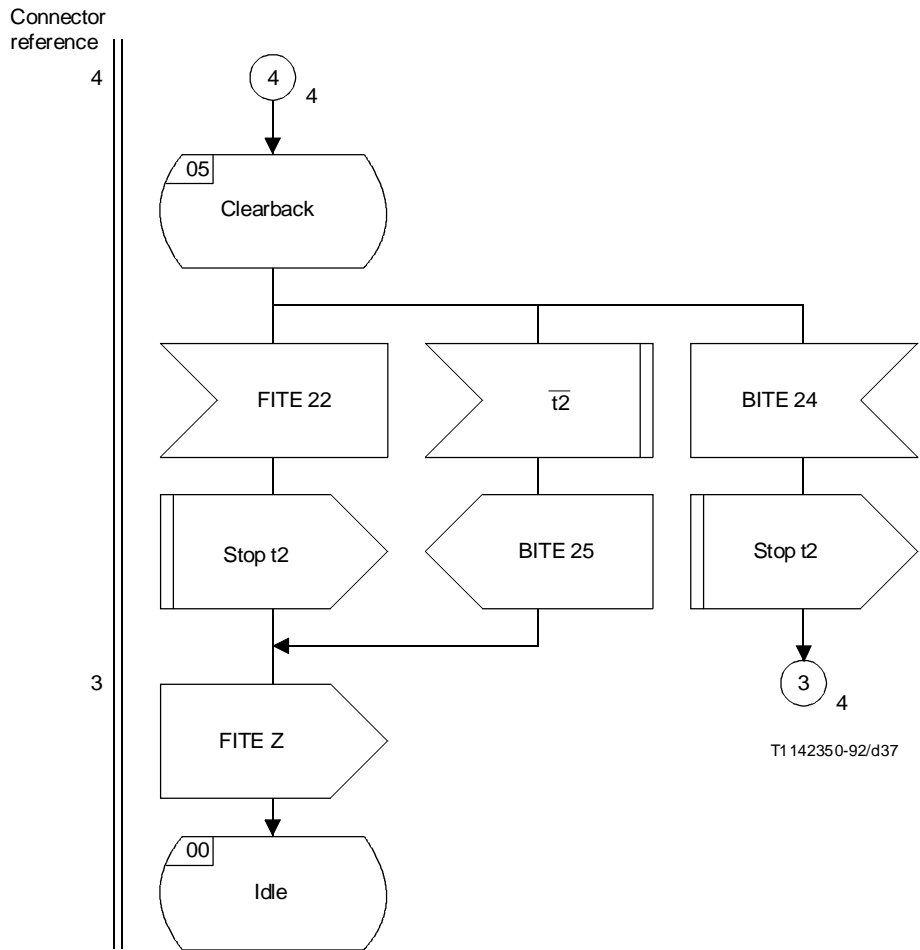 Connector
reference
4
4
4
05
Clearback
FITE 22
t2
BITE 24
Stop t2
BITE 25
Stop t2
3
3
4
FITE Z
T1142350-92/d37
00
Idle